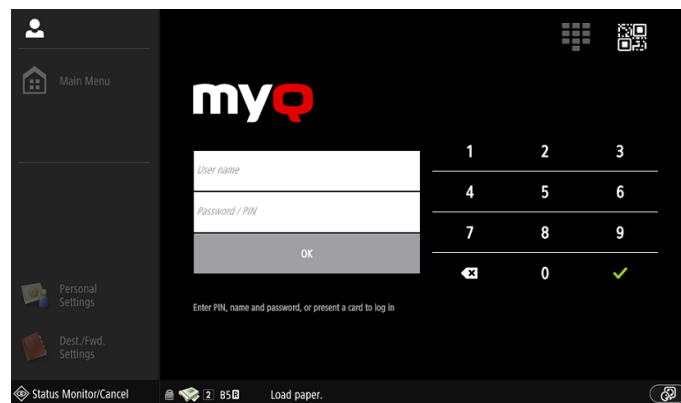 Main Menu
myQ
User name
Password / PIN
OK
1 2 3
4 5 6
7 8 9
0
Enter PIN, name and password, or present a card to log in
Personal
Settings
Dest./Fwd.
Settings
Status Monitor/Cancel
2 B5R Load paper.